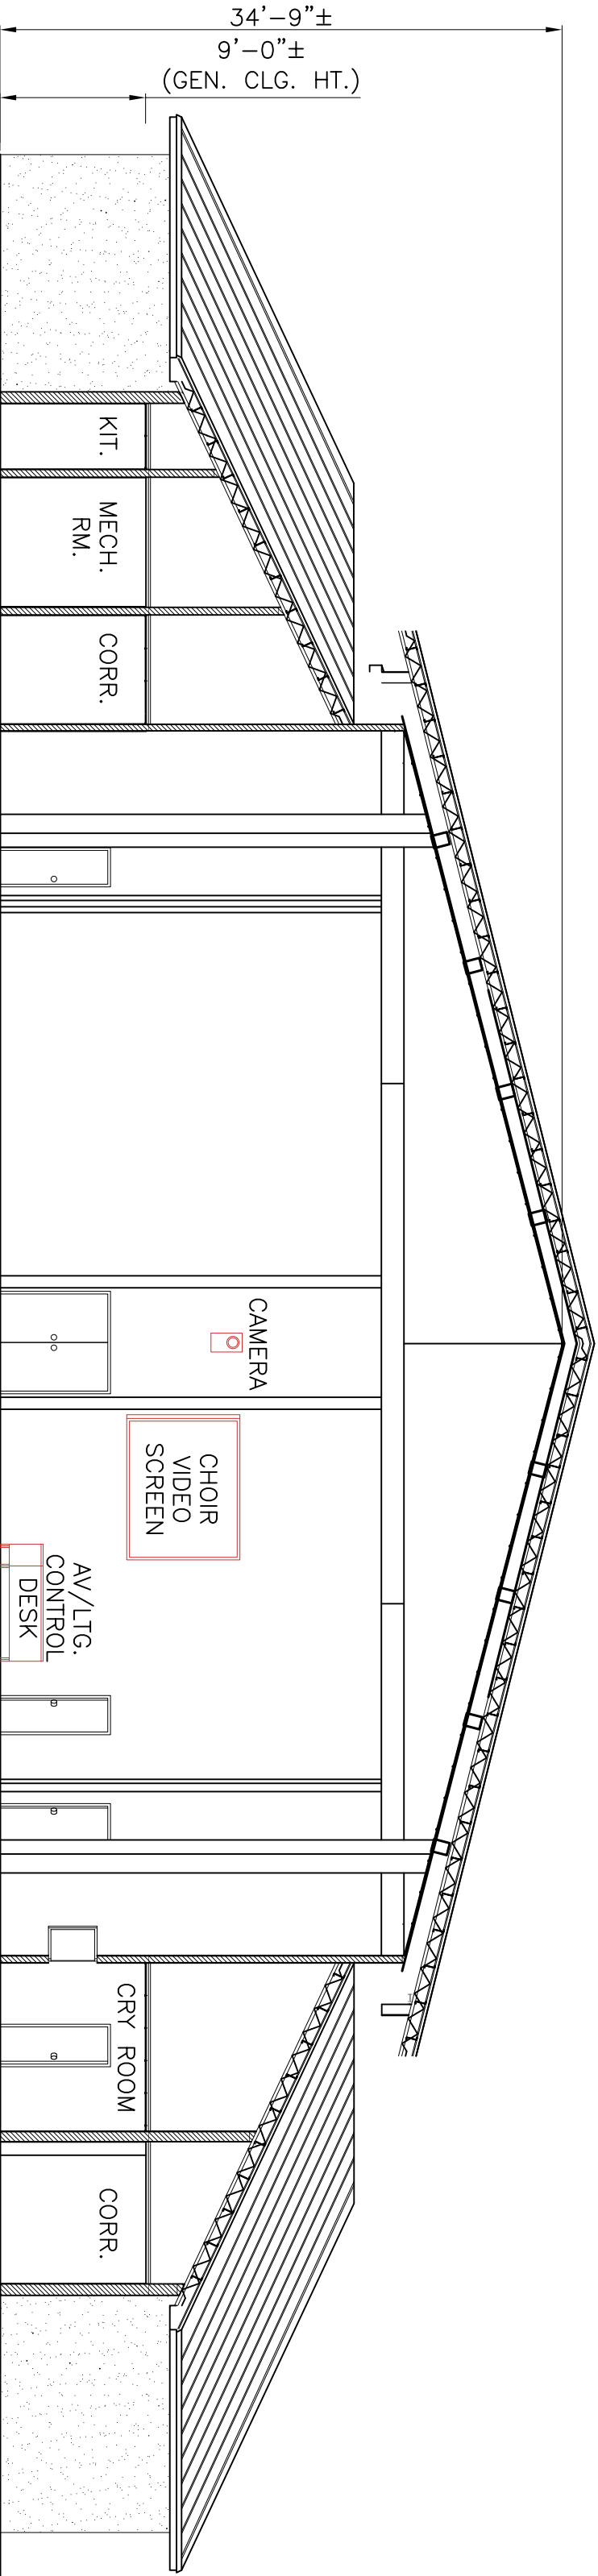 34'-9"±
9'-0"±
(GEN. CLG. HT.)
KIT.
MECH.
RM.
CORR.
CAMERA
CHOIR
VIDEO
SCREEN
AV/LTG.
CONTROL
DESK
CRY ROOM
CORR.